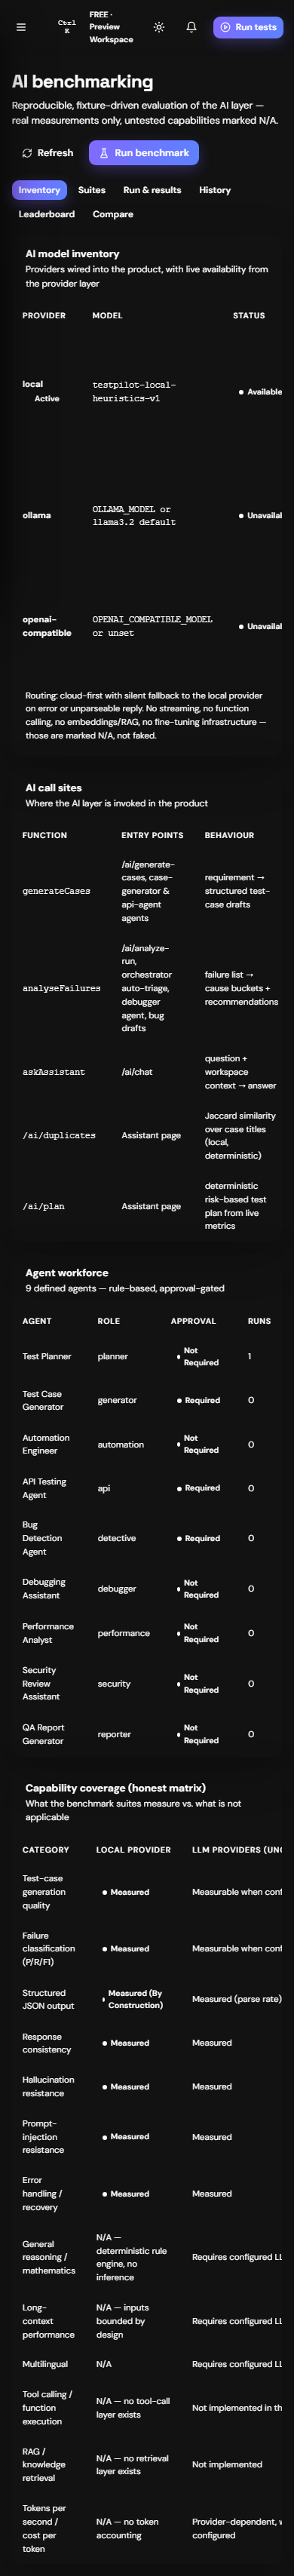 Ctrl K
FREE · Preview Workspace
Run tests
AI benchmarking
Reproducible, fixture-driven evaluation of the AI layer —
real measurements only, untested capabilities marked N/A.
Refresh
Run benchmark
Inventory
Suites
Run & results
History
Leaderboard
Compare
AI model inventory
Providers wired into the product, with live availability from
the provider layer
PROVIDER MODEL STATUS
local
Active
testpilot-local-
heuristics-v1
Available
ollama
OLLAMA_MODEL or
llama3.2 default
Unavailal
openai-
compatible
OPENAI_COMPATIBLE_MODEL
or unset
Unavailal
Routing: cloud-first with silent fallback to the local provider
on error or unparseable reply. No streaming, no function
calling, no embeddings/RAG, no fine-tuning infrastructure —
those are marked N/A, not faked.
AI call sites
Where the AI layer is invoked in the product
FUNCTION ENTRY POINTS BEHAVIOUR
generateCases
/ai/generate-
cases, case-
generator &
api-agent
agents
requirement →
structured test-
case drafts
analyseFailures
/ai/analyze-
run,
orchestrator
auto-triage,
debugger
agent, bug
drafts
failure list →
cause buckets +
recommendations
askAssistant
/ai/chat
question +
workspace
context → answer
/ai/duplicates
Assistant page
Jaccard similarity
over case titles
(local,
deterministic)
/ai/plan
Assistant page
deterministic
risk-based test
plan from live
metrics
Agent workforce
9 defined agents — rule-based, approval-gated
AGENT ROLE APPROVAL RUNS
Test Planner
planner
Not
Required
1
Test Case
Generator
generator
Required
0
Automation
Engineer
automation
Not
Required
0
API Testing
Agent
api
Required
0
Bug
Detection
Agent
detective
Required
0
Debugging
Assistant
debugger
Not
Required
0
Performance
Analyst
performance
Not
Required
0
Security
Review
Assistant
security
Not
Required
0
QA Report
Generator
reporter
Not
Required
0
Capability coverage (honest matrix)
What the benchmark suites measure vs. what is not
applicable
CATEGORY LOCAL PROVIDER LLM PROVIDERS (UNC
Test-case
generation
quality
Measured
Measurable when conf
Failure
classification
(P/R/F1)
Measured
Measurable when conf
Structured
JSON output
Measured (By
Construction)
Measured (parse rate)
Response
consistency
Measured
Measured
Hallucination
resistance
Measured
Measured
Prompt-
injection
resistance
Measured
Measured
Error
handling /
recovery
Measured
Measured
General
reasoning /
mathematics
N/A —
deterministic rule
engine, no
inference
Requires configured LL
Long-
context
performance
N/A — inputs
bounded by
design
Requires configured LL
Multilingual
N/A
Requires configured LL
Tool calling /
function
execution
N/A — no tool-call
layer exists
Not implemented in th
RAG /
knowledge
retrieval
N/A — no retrieval
layer exists
Not implemented
Tokens per
second /
cost per
token
N/A — no token
accounting
Provider-dependent, w
configured